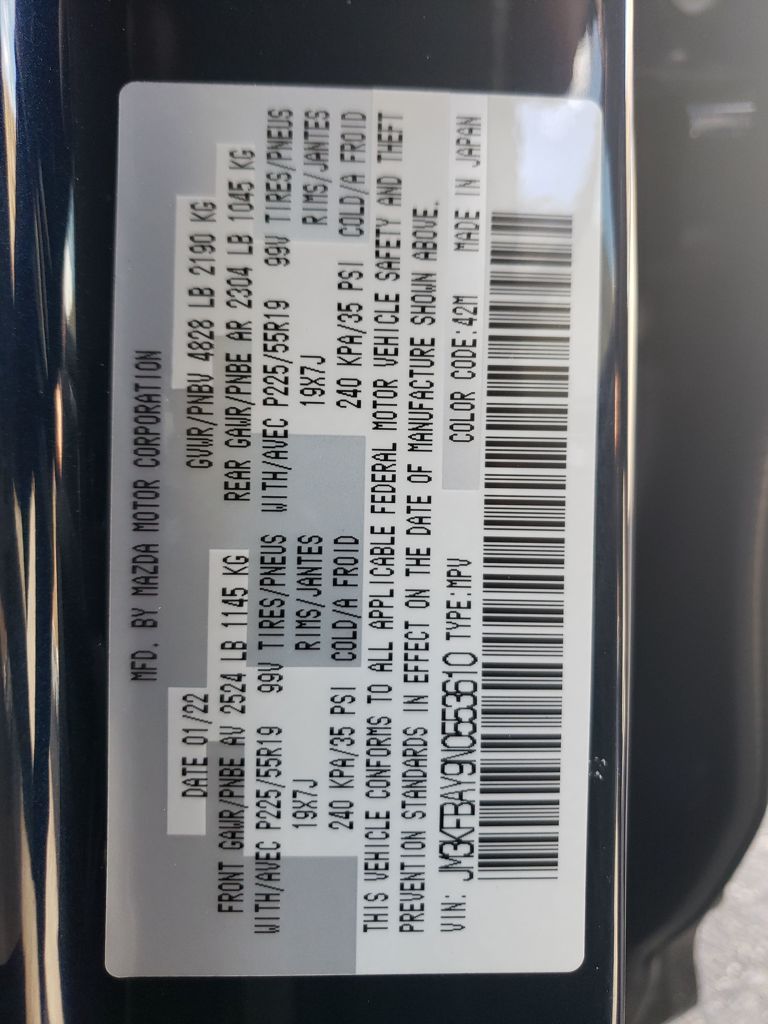 MFD. BY MAZDA MOTOR CORPORATION
DATE 01/22 GVWR/PNBV 4828 LB 2190 KG
FRONT GAWR/PNBE AV 2524 LB 1145 KG REAR GAWR/PNBE AR 2304 LB 1045 KG
WITH/AVEC P225/55R19 99V TIRES/PNEUS WITH/AVEC P225/55R19 99V TIRES/PNEUS
19X7J RIMS/JANTES 19X7J RIMS/JANTES
240 KPA/35 PSI COLD/A FROID 240 KPA/35 PSI COLD/A FROID
THIS VEHICLE CONFORMS TO ALL APPLICABLE FEDERAL MOTOR VEHICLE SAFETY AND THEFT
PREVENTION STANDARDS IN EFFECT ON THE DATE OF MANUFACTURE SHOWN ABOVE.
VIN: JM3KFBAY9N0553610 TYPE:MPV COLOR CODE:42M MADE IN JAPAN